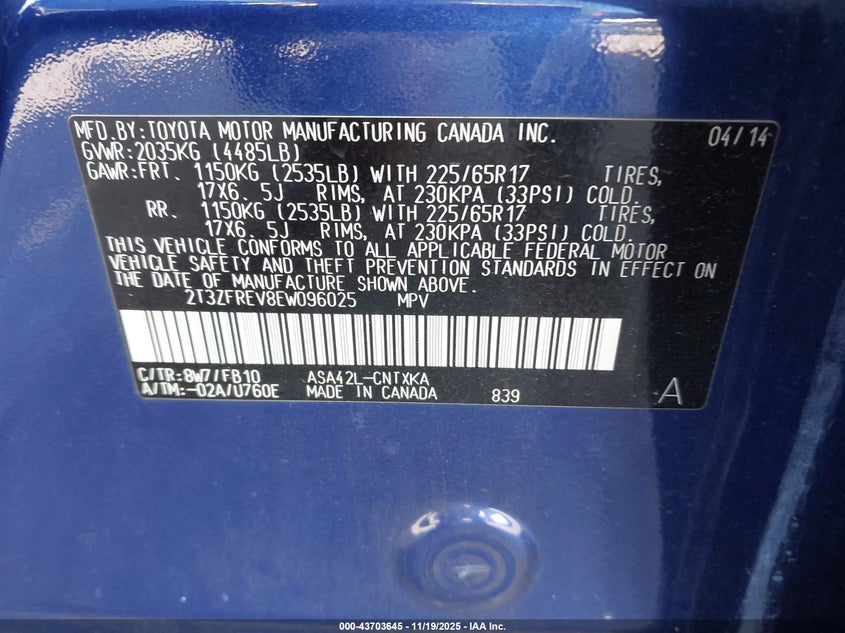 MFD.BY:TOYOTA MOTOR MANUFACTURING CANADA INC. 04/14
GVWR:2035KG (4485LB)
GAWR:FRT. 1150KG (2535LB) WITH 225/65R17 TIRES,
17X6. 5J RIMS, AT 230KPA (33PSI) COLD.
RR. 1150KG (2535LB) WITH 225/65R17 TIRES,
17X6. 5J RIMS, AT 230KPA (33PSI) COLD.
THIS VEHICLE CONFORMS TO ALL APPLICABLE FEDERAL MOTOR
VEHICLE SAFETY AND THEFT PREVENTION STANDARDS IN EFFECT ON
THE DATE OF MANUFACTURE SHOWN ABOVE.
2T3ZFREV8EW096025 MPV
C/TR:8W7/FB10 ASA42L-CNTXKA
A/TM:-02A/U760E MADE IN CANADA 839 A
000-43703645 - 11/19/2025 - IAA Inc.